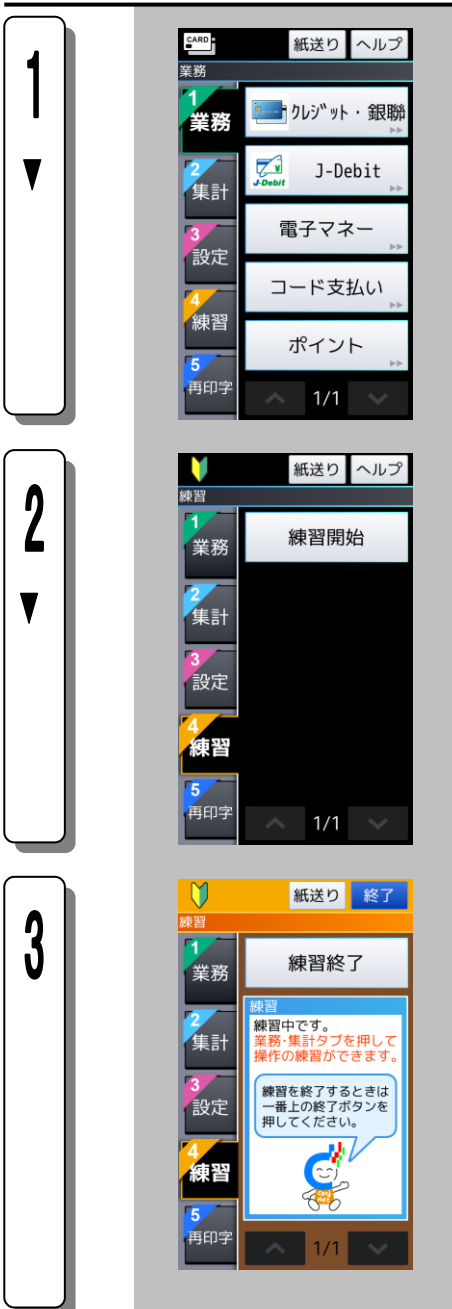 1
▼
CARD
紙送り ヘルプ
業務
1 業務
2 集計
3 設定
4 練習
5 再印字
クレジット・銀聯
J-Debit
J-Debit
電子マネー
コード支払い
ポイント
1/1
2
▼
紙送り ヘルプ
練習
1 業務
2 集計
3 設定
4 練習
5 再印字
練習開始
1/1
3
紙送り 終了
練習
1 業務
2 集計
3 設定
4 練習
5 再印字
練習終了
練習
練習中です。
業務・集計タブを押して
操作の練習ができます。
練習を終了するときは
一番上の終了ボタンを
押してください。
1/1